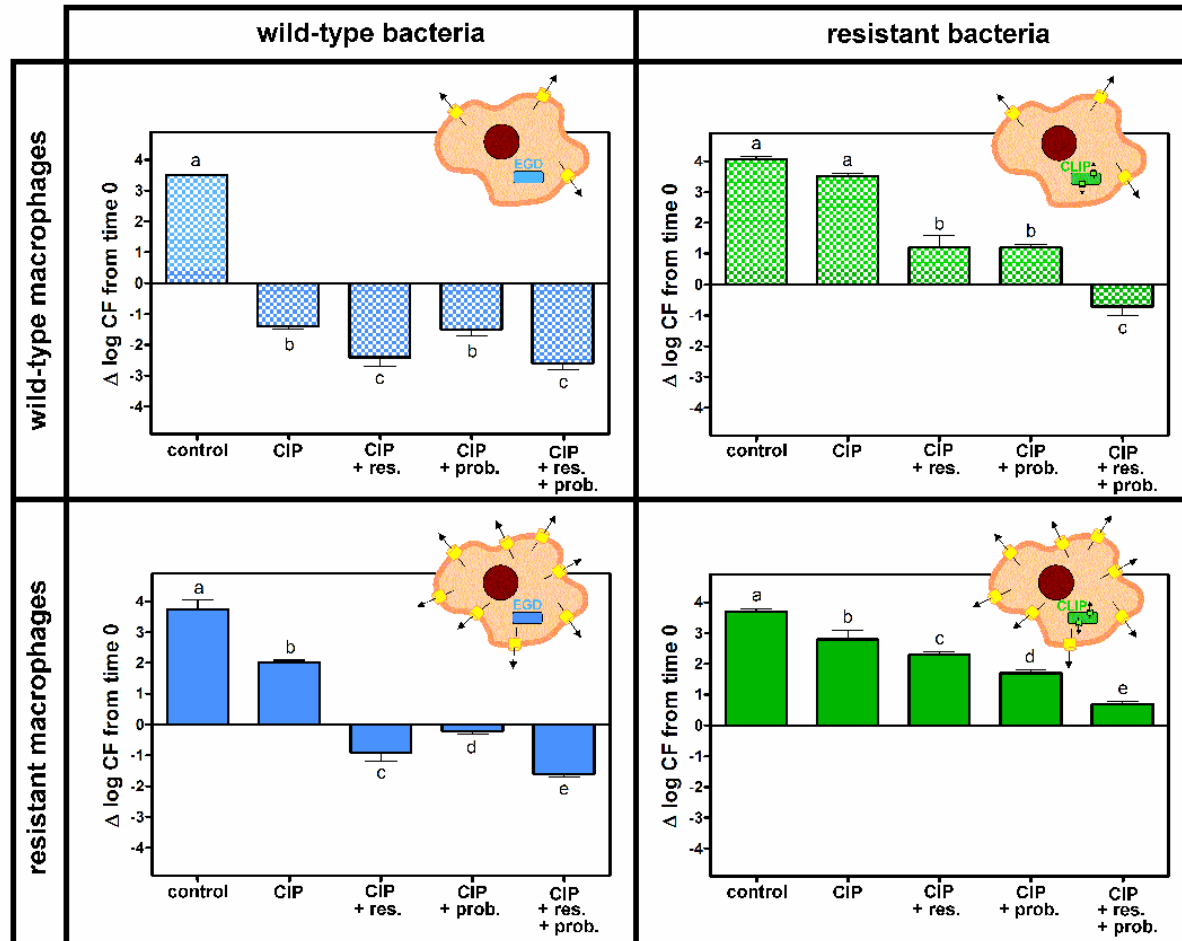 wild-type bacteria
resistant bacteria
wild-type macrophages
Δ log CF from time 0
4
3
2
1
0
-1
-2
-3
-4
a
b
c
b
c
EGD
control
CIP
CIP
+ res.
CIP
+ prob.
CIP
+ res.
+ prob.
Δ log CF from time 0
4
3
2
1
0
-1
-2
-3
-4
a
a
b
b
c
CLIP
control
CIP
CIP
+ res.
CIP
+ prob.
CIP
+ res.
+ prob.
resistant macrophages
Δ log CF from time 0
4
3
2
1
0
-1
-2
-3
-4
a
b
c
d
e
EGD
control
CIP
CIP
+ res.
CIP
+ prob.
CIP
+ res.
+ prob.
Δ log CF from time 0
4
3
2
1
0
-1
-2
-3
-4
a
b
c
d
e
CLIP
control
CIP
CIP
+ res.
CIP
+ prob.
CIP
+ res.
+ prob.